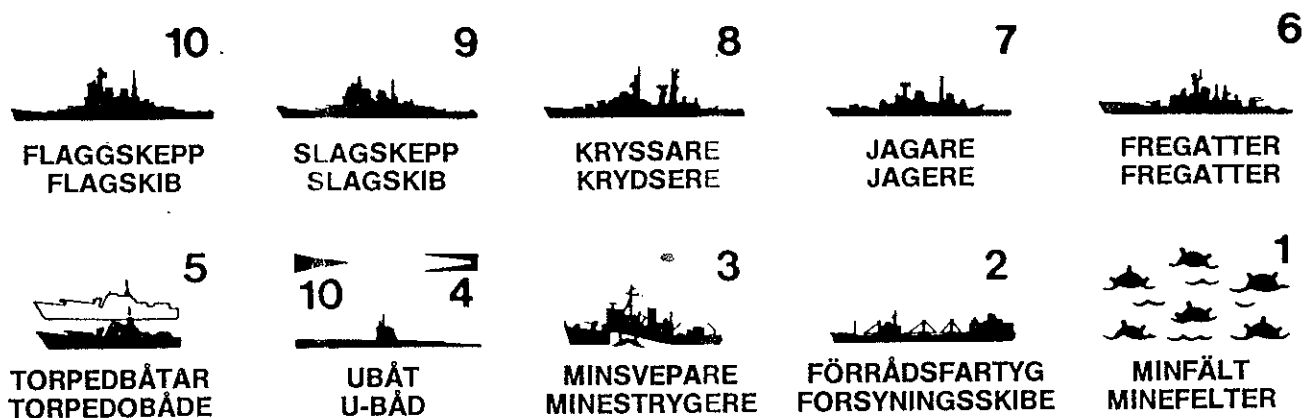 10
FLAGGSKEPP
FLAGSKIB
9
SLAGSKEPP
SLAGSKIB
8
KRYSSARE
KRYDSERE
7
JAGARE
JAGERE
6
FREGATTER
FREGATTER
5
TORPEDBÅTAR
TORPEDOBÅDE
10 4
UBÅT
U-BÅD
3
MINSVEPARE
MINESTRYGERE
2
FÖRRÅDSFARTYG
FORSYNINGSSKIBE
1
MINFÄLT
MINEFELTER